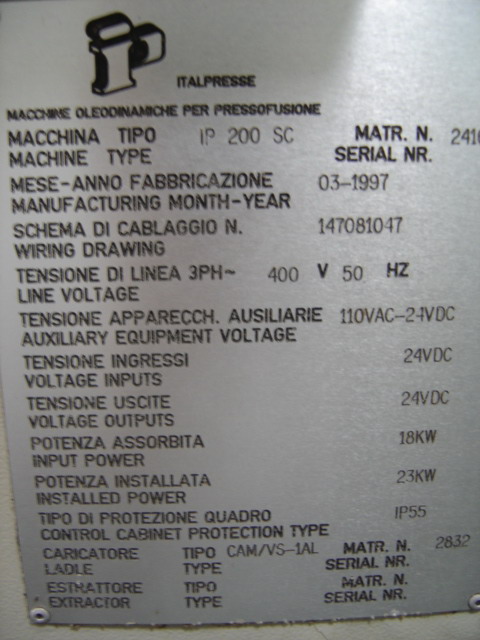 ip ITALPRESSE
MACCHINE OLEODINAMICHE PER PRESSOFUSIONE
MACCHINA TIPO IP 200 SC MATR. N.
MACHINE TYPE SERIAL NR.
MESE-ANNO FABBRICAZIONE 03-1997
MANUFACTURING MONTH-YEAR
SCHEMA DI CABLAGGIO N. 147081047
WIRING DRAWING
TENSIONE DI LINEA 3PH~ 400 V 50 HZ
LINE VOLTAGE
TENSIONE APPARECCH. AUSILIARIE 110VAC-24VDC
AUXILIARY EQUIPMENT VOLTAGE
TENSIONE INGRESSI 24VDC
VOLTAGE INPUTS
TENSIONE USCITE 24VDC
VOLTAGE OUTPUTS
POTENZA ASSORBITA 18KW
INPUT POWER
POTENZA INSTALLATA 23KW
INSTALLED POWER
TIPO DI PROTEZIONE QUADRO IP55
CONTROL CABINET PROTECTION TYPE
CARICATORE TIPO CAM/VS-1AL MATR. N. 2832
LADLE TYPE SERIAL NR.
ESTRATTORE TIPO MATR. N.
EXTRACTOR TYPE SERIAL NR.